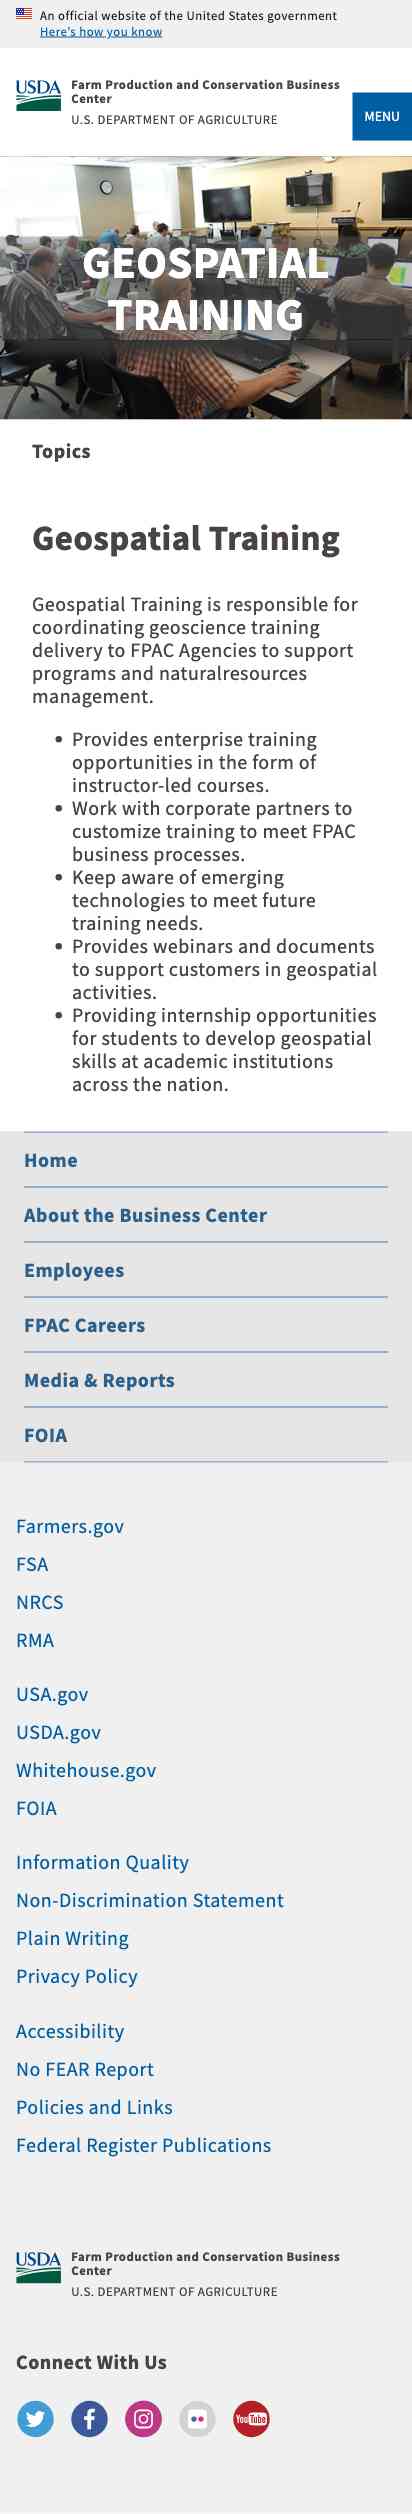 An official website of the United States government
Here's how you know
USDA
Farm Production and Conservation Business
Center
U.S. DEPARTMENT OF AGRICULTURE
MENU
GEOSPATIAL
TRAINING
Topics
Geospatial Training
Geospatial Training is responsible for
coordinating geoscience training
delivery to FPAC Agencies to support
programs and naturalresources
management.
• Provides enterprise training
opportunities in the form of
instructor-led courses.
• Work with corporate partners to
customize training to meet FPAC
business processes.
• Keep aware of emerging
technologies to meet future
training needs.
• Provides webinars and documents
to support customers in geospatial
activities.
• Providing internship opportunities
for students to develop geospatial
skills at academic institutions
across the nation.
Home
About the Business Center
Employees
FPAC Careers
Media & Reports
FOIA
Farmers.gov
FSA
NRCS
RMA
USA.gov
USDA.gov
Whitehouse.gov
FOIA
Information Quality
Non-Discrimination Statement
Plain Writing
Privacy Policy
Accessibility
No FEAR Report
Policies and Links
Federal Register Publications
USDA
Farm Production and Conservation Business
Center
U.S. DEPARTMENT OF AGRICULTURE
Connect With Us
YouTube